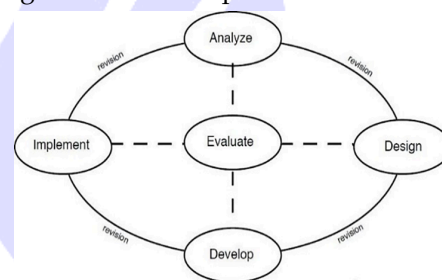 Analyze
revision
revision
Implement
Evaluate
Design
revision
revision
Develop